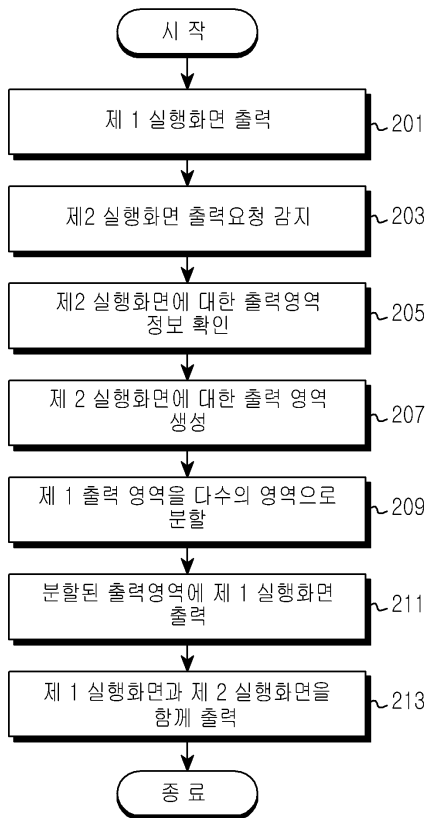 시 작
제 1 실행화면 출력
201
제2 실행화면 출력요청 감지
203
제2 실행화면에 대한 출력영역
정보 확인
205
제 2 실행화면에 대한 출력 영역
생성
207
제 1 출력 영역을 다수의 영역으로
분할
209
분할된 출력영역에 제 1 실행화면
출력
211
제 1 실행화면과 제 2 실행화면을
함께 출력
213
종 료